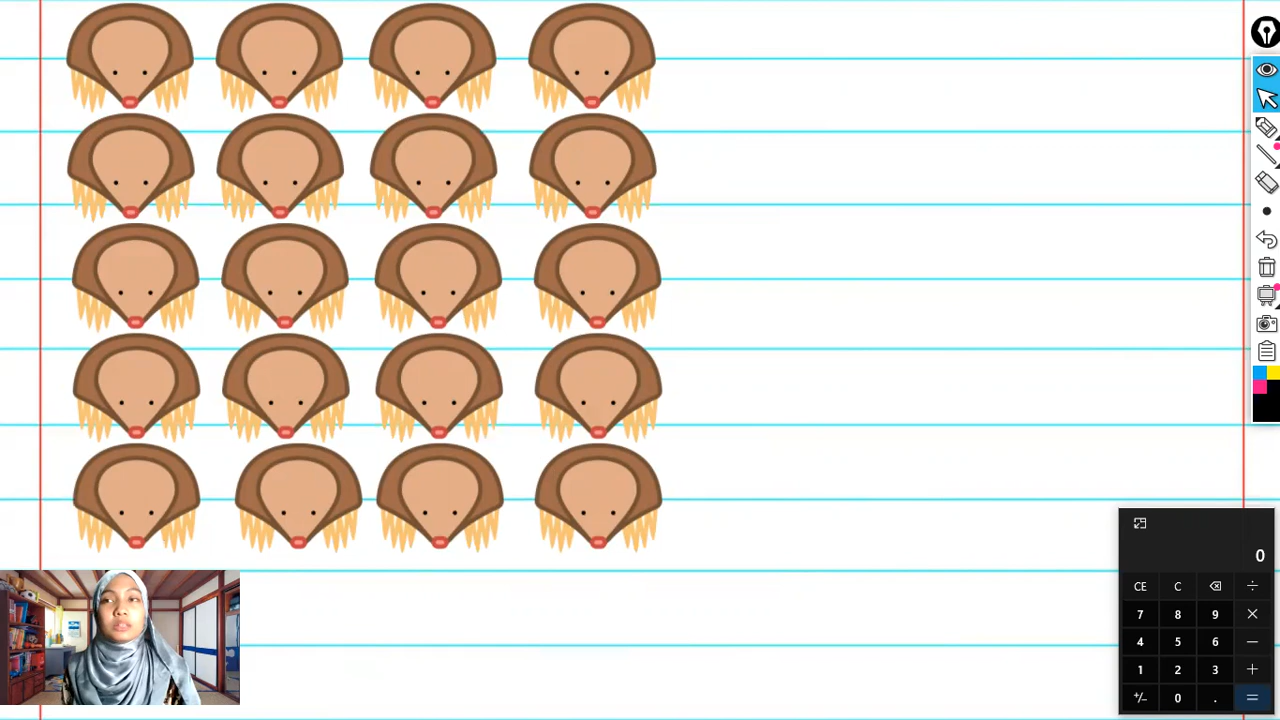 0
CE C ⌫ ÷
7 8 9 ×
4 5 6 −
1 2 3 +
+/− 0 . =